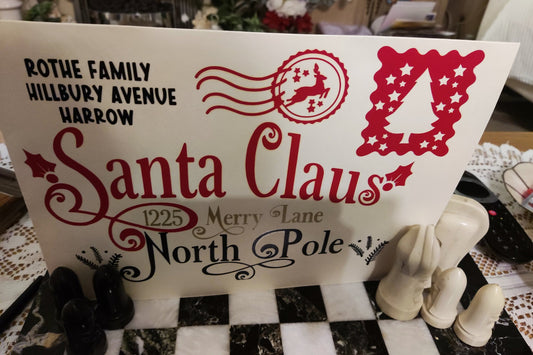 ROTHE FAMILY
HILLBURY AVENUE
HARROW
Santa Claus
1225 Merry Lane
North Pole